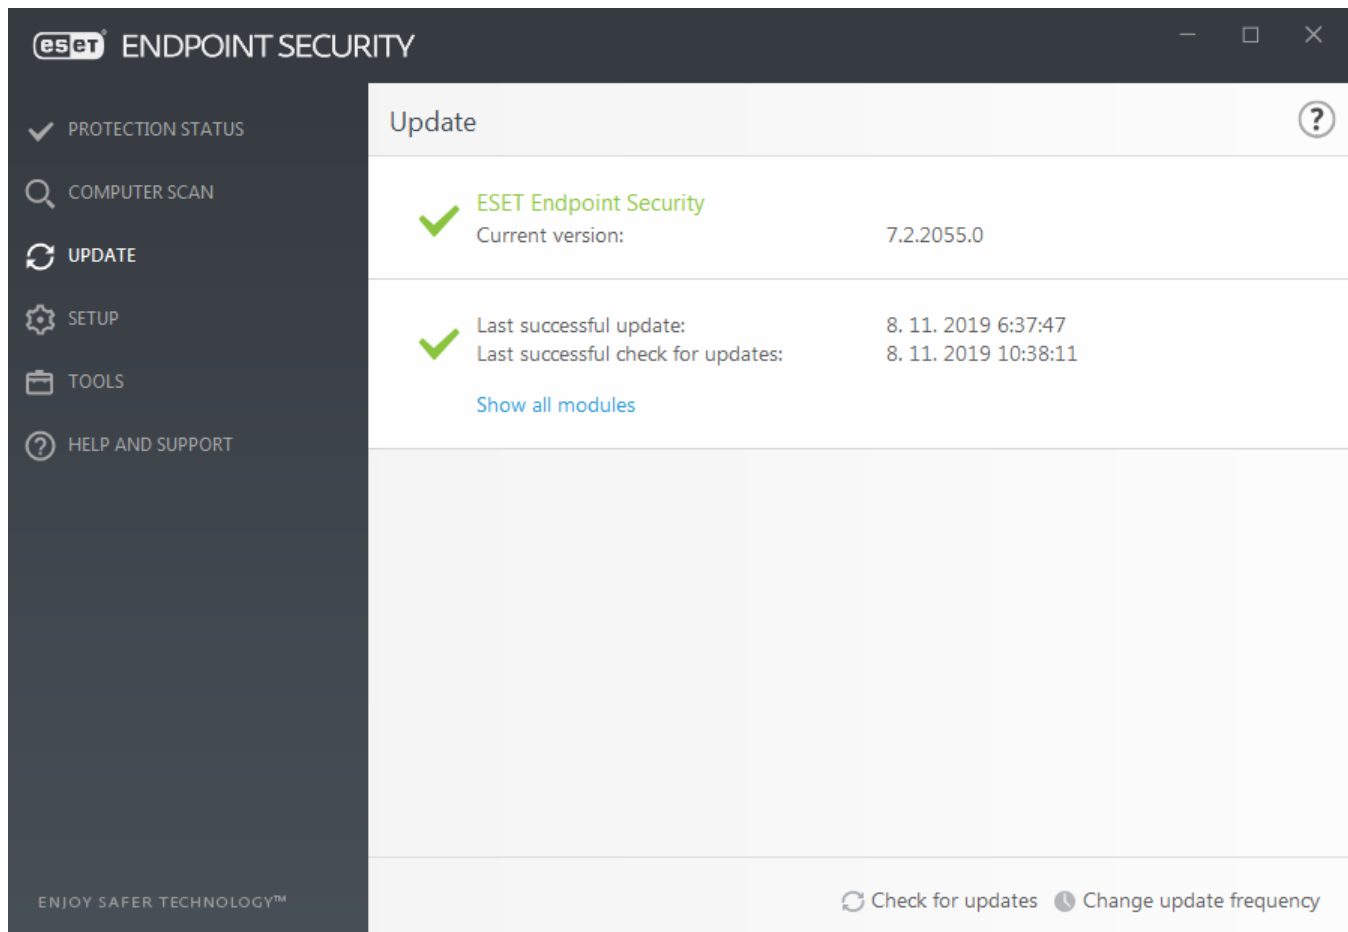 eset ENDPOINT SECURITY
PROTECTION STATUS
COMPUTER SCAN
UPDATE
SETUP
TOOLS
HELP AND SUPPORT
ENJOY SAFER TECHNOLOGY™
Update
?
ESET Endpoint Security
Current version: 7.2.2055.0
Last successful update: 8. 11. 2019 6:37:47
Last successful check for updates: 8. 11. 2019 10:38:11
Show all modules
Check for updates Change update frequency